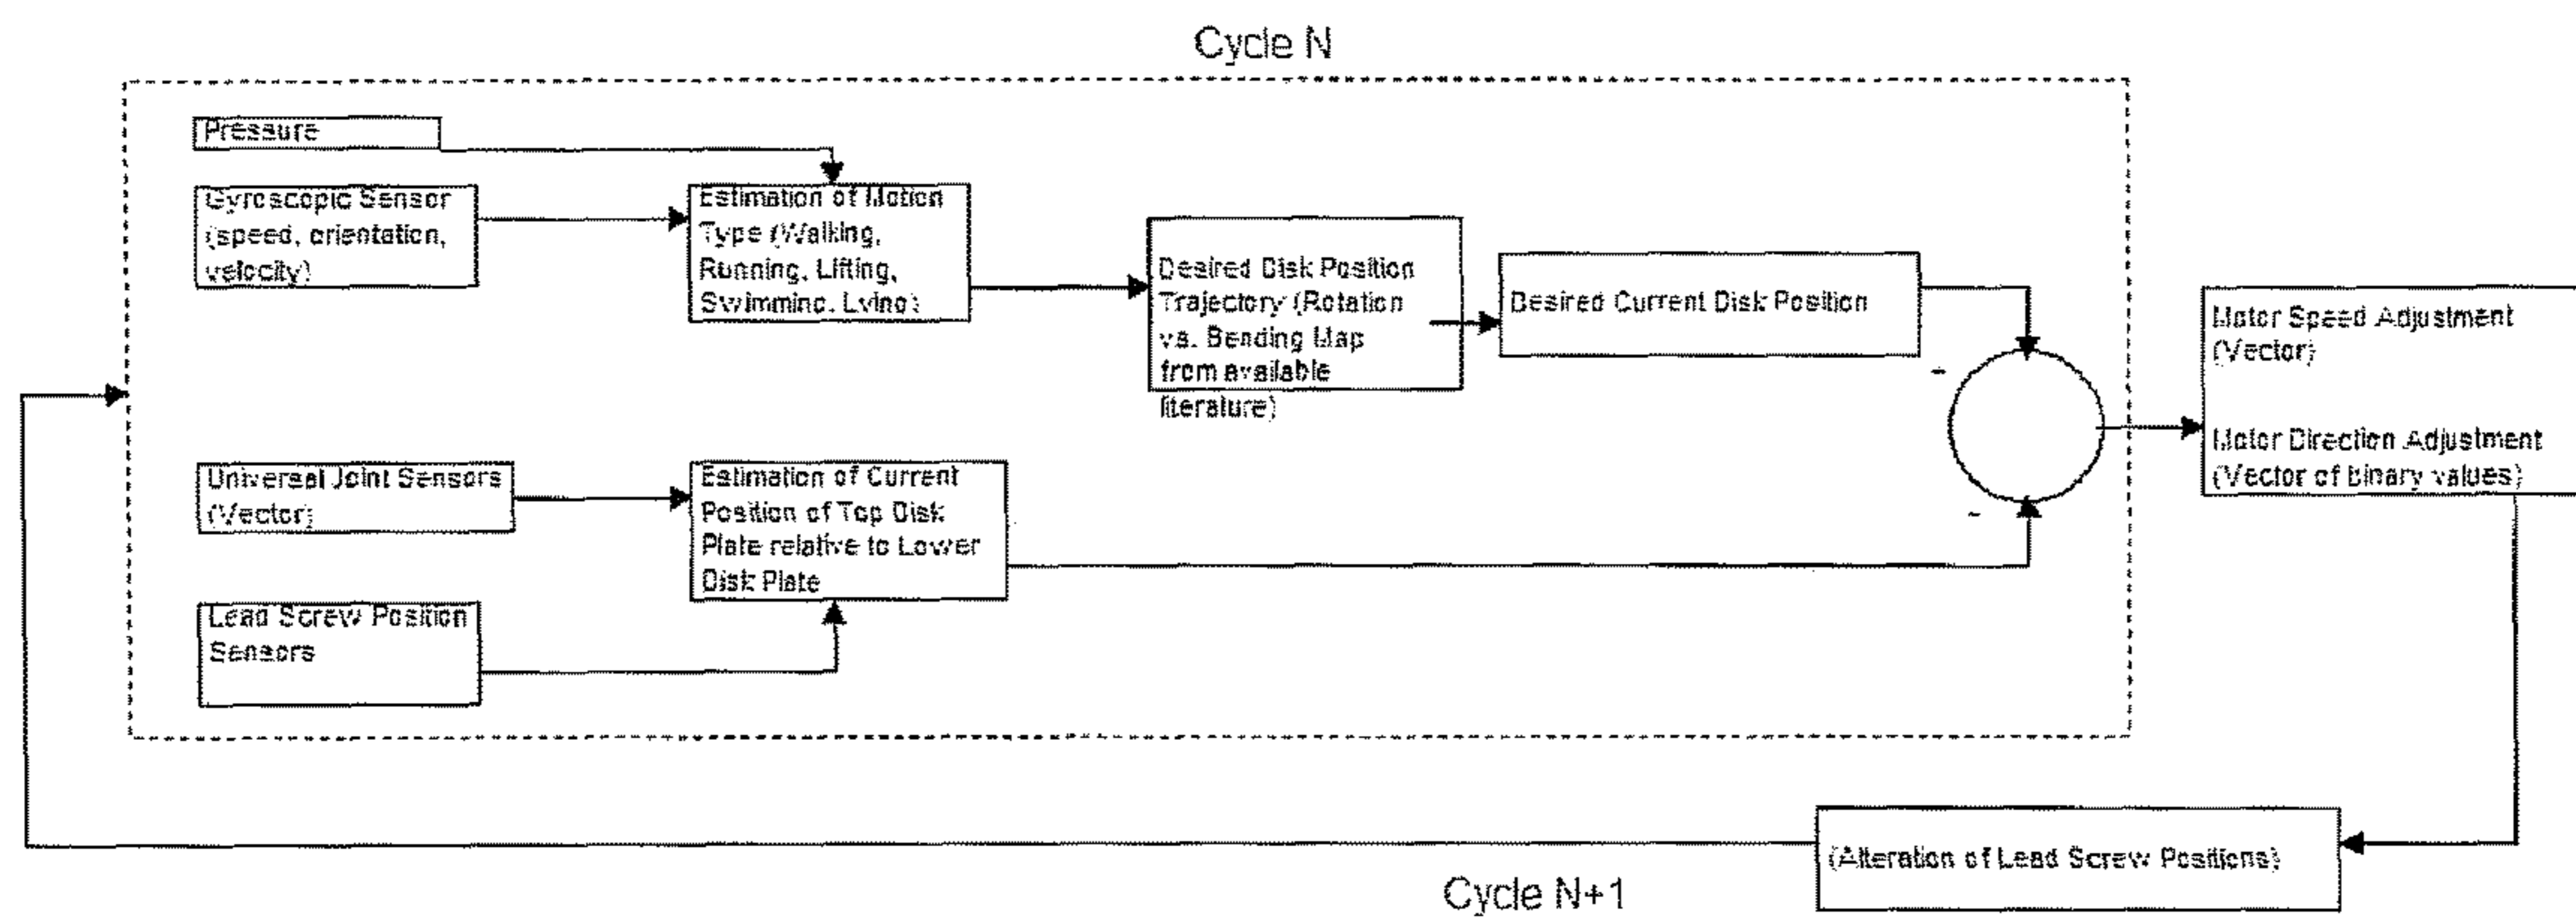 Cycle N
Pressure
Gyroscopic Sensor
(speed, orientation,
velocity)
Estimation of Motion
Type (Walking,
Running, Lifting,
Swimming, Lying)
Desired Disk Position
Trajectory (Rotation
vs. Bending Map
from available
literature)
Desired Current Disk Position
-
Motor Speed Adjustment
(Vector)
Motor Direction Adjustment
(Vector of binary values)
Universal Joint Sensors
(Vector)
Estimation of Current
Position of Top Disk
Plate relative to Lower
Disk Plate
-
Lead Screw Position
Sensors
(Alteration of Lead Screw Positions)
Cycle N+1